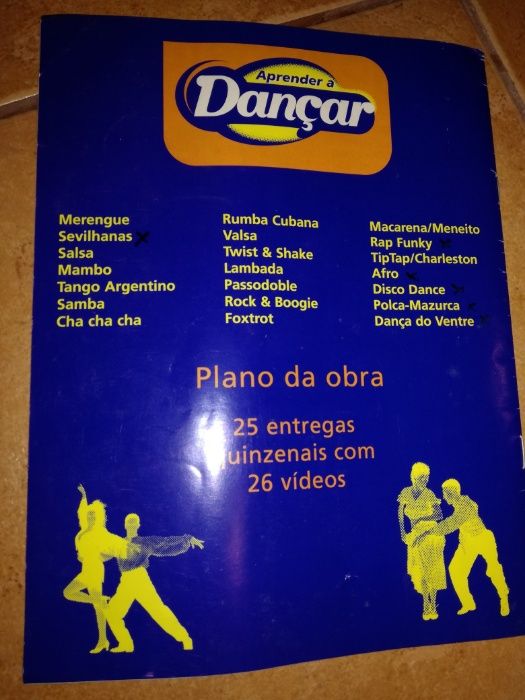 Aprender a
Dançar
Merengue
Sevilhanas
Salsa
Mambo
Tango Argentino
Samba
Cha cha cha
Rumba Cubana
Valsa
Twist & Shake
Lambada
Passodoble
Rock & Boogie
Foxtrot
Macarena/Meneito
Rap Funky
TipTap/Charleston
Afro
Disco Dance
Polca-Mazurca
Dança do Ventre
Plano da obra
25 entregas
quinzenais com
26 vídeos